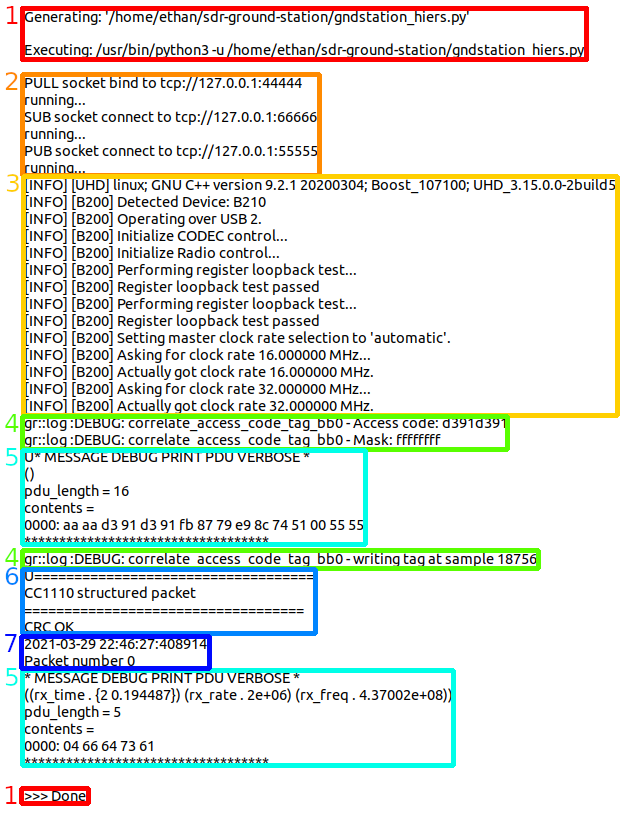 1 Generating: '/home/ethan/sdr-ground-station/gndstation_hiers.py'
Executing: /usr/bin/python3 -u /home/ethan/sdr-ground-station/gndstation_hiers.py
2 PULL socket bind to tcp://127.0.0.1:44444
running...
SUB socket connect to tcp://127.0.0.1:66666
running...
PUB socket connect to tcp://127.0.0.1:55555
running...
3 [INFO] [UHD] linux; GNU C++ version 9.2.1 20200304; Boost_107100; UHD_3.15.0.0-2build5
[INFO] [B200] Detected Device: B210
[INFO] [B200] Operating over USB 2.
[INFO] [B200] Initialize CODEC control...
[INFO] [B200] Initialize Radio control...
[INFO] [B200] Performing register loopback test...
[INFO] [B200] Register loopback test passed
[INFO] [B200] Performing register loopback test...
[INFO] [B200] Register loopback test passed
[INFO] [B200] Setting master clock rate selection to 'automatic'.
[INFO] [B200] Asking for clock rate 16.000000 MHz...
[INFO] [B200] Actually got clock rate 16.000000 MHz.
[INFO] [B200] Asking for clock rate 32.000000 MHz...
[INFO] [B200] Actually got clock rate 32.000000 MHz.
4 gr::log :DEBUG: correlate_access_code_tag_bb0 - Access code: d391d391
gr::log :DEBUG: correlate_access_code_tag_bb0 - Mask: ffffffff
5 U* MESSAGE DEBUG PRINT PDU VERBOSE *
()
pdu_length = 16
contents =
0000: aa aa d3 91 d3 91 fb 87 79 e9 8c 74 51 00 55 55
***********************************
4 gr::log :DEBUG: correlate_access_code_tag_bb0 - writing tag at sample 18756
6 U===================================
CC1110 structured packet
===================================
CRC OK
7 2021-03-29 22:46:27:408914
Packet number 0
5 * MESSAGE DEBUG PRINT PDU VERBOSE *
((rx_time . {2 0.194487}) (rx_rate . 2e+06) (rx_freq . 4.37002e+08))
pdu_length = 5
contents =
0000: 04 66 64 73 61
***********************************
1 >>> Done